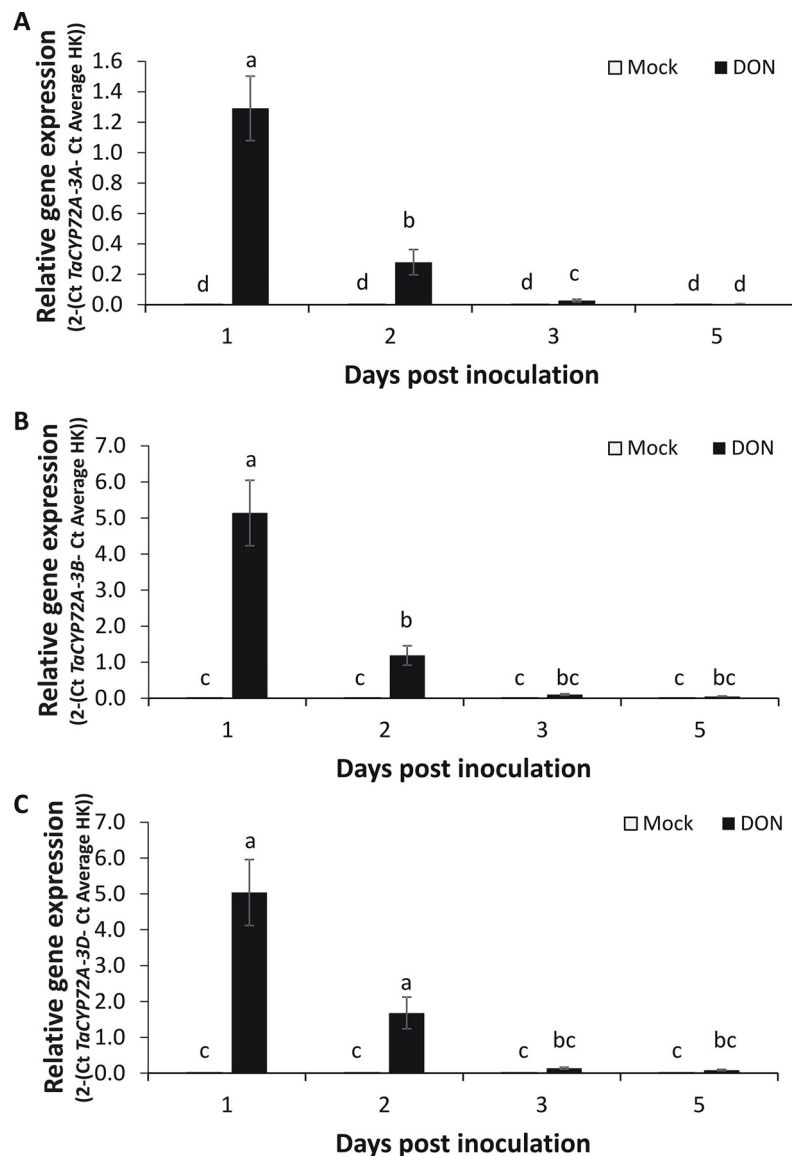 A
a
1.6
Mock DON
1.4
1.2
1.0
0.8
0.6
b
0.4
d d d c d d
0.2
0.0
1 2 3 5
Relative gene expression
(2-(Ct TaCYP72A-3A- Ct Average HK))
Days post inoculation
B
7.0
Mock DON
a
6.0
5.0
4.0
3.0
2.0
b
1.0
c c c bc c bc
0.0
1 2 3 5
Relative gene expression
(2-(Ct TaCYP72A-3B- Ct Average HK))
Days post inoculation
C
7.0
Mock DON
a
6.0
5.0
4.0
3.0
a
2.0
1.0
c c c bc c bc
0.0
1 2 3 5
Relative gene expression
(2-(Ct TaCYP72A-3D- Ct Average HK))
Days post inoculation